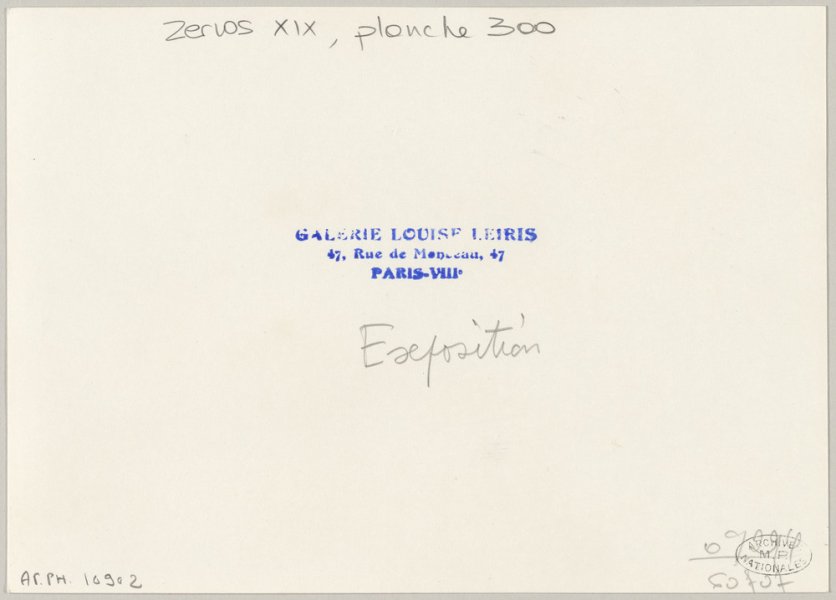 Zervos XIX, planche 300
GALERIE LOUISE LEIRIS
47, Rue de Monceau, 47
PARIS-VIIIe
Exposition
ARCHIVES
M.P.
NATIONALES
AP.PH. 10902
50707